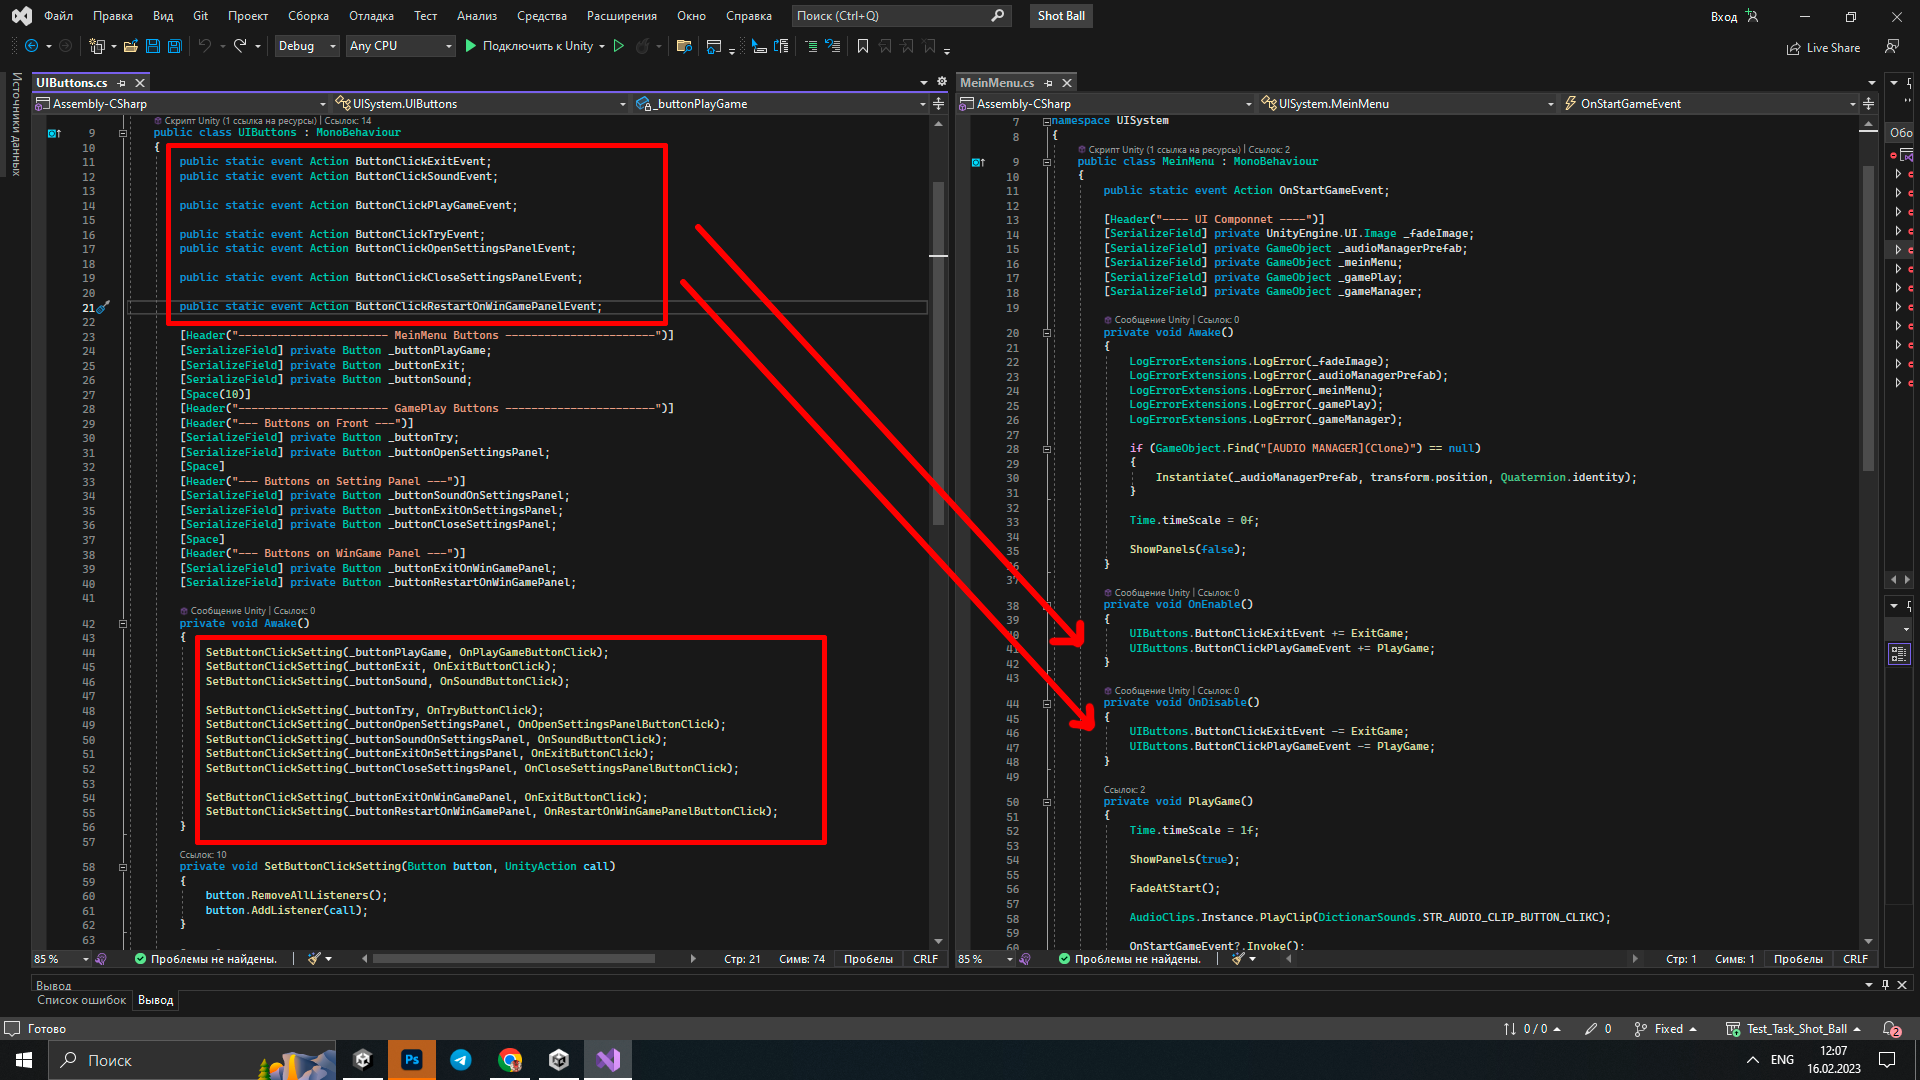 Файл Правка Вид Git Проект Сборка Отладка Тест Анализ Средства Расширения Окно Справка Поиск (Ctrl+Q) Shot Ball Вход
Debug Any CPU Подключить к Unity Live Share
Источники данных
UIButtons.cs
Assembly-CSharp UISystem.UIButtons _buttonPlayGame
Скрипт Unity (1 ссылка на ресурсы) | Ссылок: 14
9 public class UIButtons : MonoBehaviour
10 {
11 public static event Action ButtonClickExitEvent;
12 public static event Action ButtonClickSoundEvent;
13
14 public static event Action ButtonClickPlayGameEvent;
15
16 public static event Action ButtonClickTryEvent;
17 public static event Action ButtonClickOpenSettingsPanelEvent;
18
19 public static event Action ButtonClickCloseSettingsPanelEvent;
20
21 public static event Action ButtonClickRestartOnWinGamePanelEvent;
22
23 [Header("----------------------- MeinMenu Buttons -----------------------")]
24 [SerializeField] private Button _buttonPlayGame;
25 [SerializeField] private Button _buttonExit;
26 [SerializeField] private Button _buttonSound;
27 [Space(10)]
28 [Header("----------------------- GamePlay Buttons -----------------------")]
29 [Header("--- Buttons on Front ---")]
30 [SerializeField] private Button _buttonTry;
31 [SerializeField] private Button _buttonOpenSettingsPanel;
32 [Space]
33 [Header("--- Buttons on Setting Panel ---")]
34 [SerializeField] private Button _buttonSoundOnSettingsPanel;
35 [SerializeField] private Button _buttonExitOnSettingsPanel;
36 [SerializeField] private Button _buttonCloseSettingsPanel;
37 [Space]
38 [Header("--- Buttons on WinGame Panel ---")]
39 [SerializeField] private Button _buttonExitOnWinGamePanel;
40 [SerializeField] private Button _buttonRestartOnWinGamePanel;
41
Сообщение Unity | Ссылок: 0
42 private void Awake()
43 {
44 SetButtonClickSetting(_buttonPlayGame, OnPlayGameButtonClick);
45 SetButtonClickSetting(_buttonExit, OnExitButtonClick);
46 SetButtonClickSetting(_buttonSound, OnSoundButtonClick);
47
48 SetButtonClickSetting(_buttonTry, OnTryButtonClick);
49 SetButtonClickSetting(_buttonOpenSettingsPanel, OnOpenSettingsPanelButtonClick);
50 SetButtonClickSetting(_buttonSoundOnSettingsPanel, OnSoundButtonClick);
51 SetButtonClickSetting(_buttonExitOnSettingsPanel, OnExitButtonClick);
52 SetButtonClickSetting(_buttonCloseSettingsPanel, OnCloseSettingsPanelButtonClick);
53
54 SetButtonClickSetting(_buttonExitOnWinGamePanel, OnExitButtonClick);
55 SetButtonClickSetting(_buttonRestartOnWinGamePanel, OnRestartOnWinGamePanelButtonClick);
56 }
57
Ссылок: 10
58 private void SetButtonClickSetting(Button button, UnityAction call)
59 {
60 button.RemoveAllListeners();
61 button.AddListener(call);
62 }
63
85 % Проблемы не найдены. Стр: 21 Симв: 74 Пробелы CRLF
MeinMenu.cs
Assembly-CSharp UISystem.MeinMenu OnStartGameEvent
7 namespace UISystem
8 {
Скрипт Unity (1 ссылка на ресурсы) | Ссылок: 2
9 public class MeinMenu : MonoBehaviour
10 {
11 public static event Action OnStartGameEvent;
12
13 [Header("---- UI Componnet ----")]
14 [SerializeField] private UnityEngine.UI.Image _fadeImage;
15 [SerializeField] private GameObject _audioManagerPrefab;
16 [SerializeField] private GameObject _meinMenu;
17 [SerializeField] private GameObject _gamePlay;
18 [SerializeField] private GameObject _gameManager;
19
Сообщение Unity | Ссылок: 0
20 private void Awake()
21 {
22 LogErrorExtensions.LogError(_fadeImage);
23 LogErrorExtensions.LogError(_audioManagerPrefab);
24 LogErrorExtensions.LogError(_meinMenu);
25 LogErrorExtensions.LogError(_gamePlay);
26 LogErrorExtensions.LogError(_gameManager);
27
28 if (GameObject.Find("[AUDIO MANAGER](Clone)") == null)
29 {
30 Instantiate(_audioManagerPrefab, transform.position, Quaternion.identity);
31 }
32
33 Time.timeScale = 0f;
34
35 ShowPanels(false);
36 }
37
Сообщение Unity | Ссылок: 0
38 private void OnEnable()
39 {
40 UIButtons.ButtonClickExitEvent += ExitGame;
41 UIButtons.ButtonClickPlayGameEvent += PlayGame;
42 }
43
Сообщение Unity | Ссылок: 0
44 private void OnDisable()
45 {
46 UIButtons.ButtonClickExitEvent -= ExitGame;
47 UIButtons.ButtonClickPlayGameEvent -= PlayGame;
48 }
49
Ссылок: 2
50 private void PlayGame()
51 {
52 Time.timeScale = 1f;
53
54 ShowPanels(true);
55
56 FadeAtStart();
57
58 AudioClips.Instance.PlayClip(DictionarSounds.STR_AUDIO_CLIP_BUTTON_CLIKC);
59
60 OnStartGameEvent?.Invoke();
85 % Проблемы не найдены. Стр: 1 Симв: 1 Пробелы CRLF
Обо
Вывод
Список ошибок Вывод
Готово 0 / 0 0 Fixed Test_Task_Shot_Ball 2
Поиск Ps ENG 12:07
16.02.2023